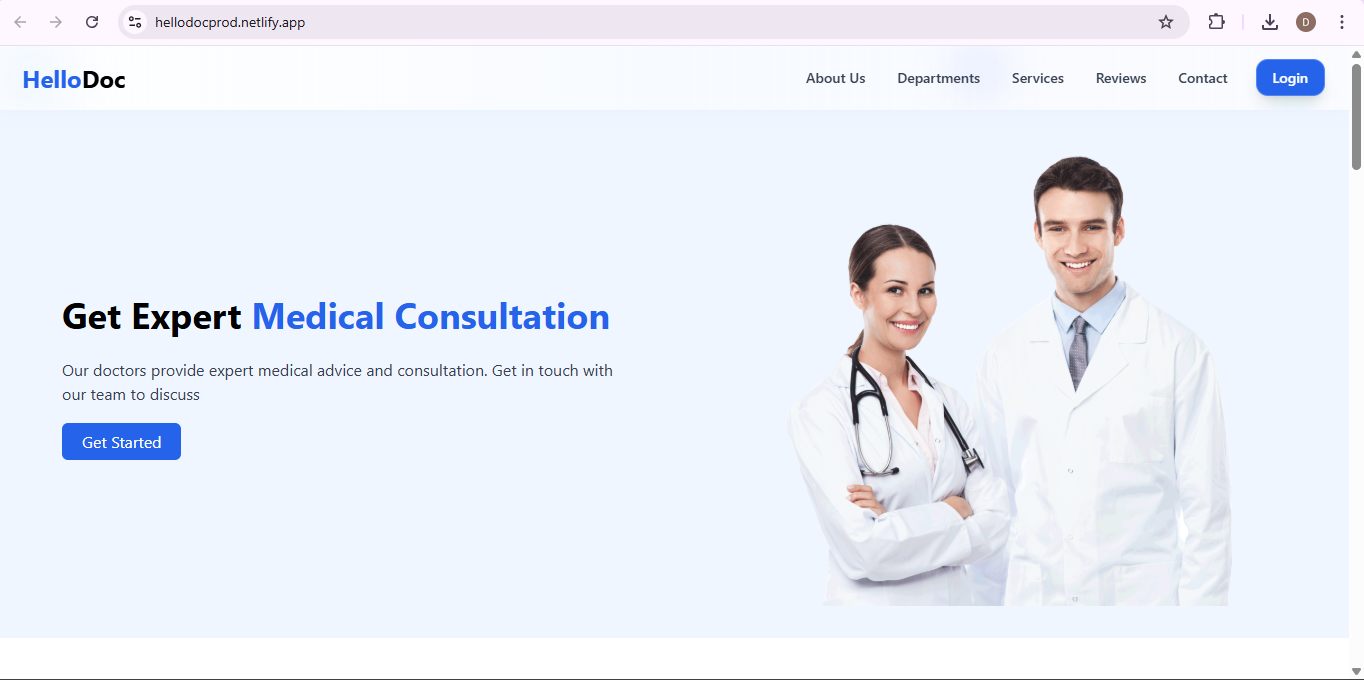 hellodocprod.netlify.app
D
HelloDoc
About Us Departments Services Reviews Contact Login
Get Expert Medical Consultation
Our doctors provide expert medical advice and consultation. Get in touch with
our team to discuss
Get Started